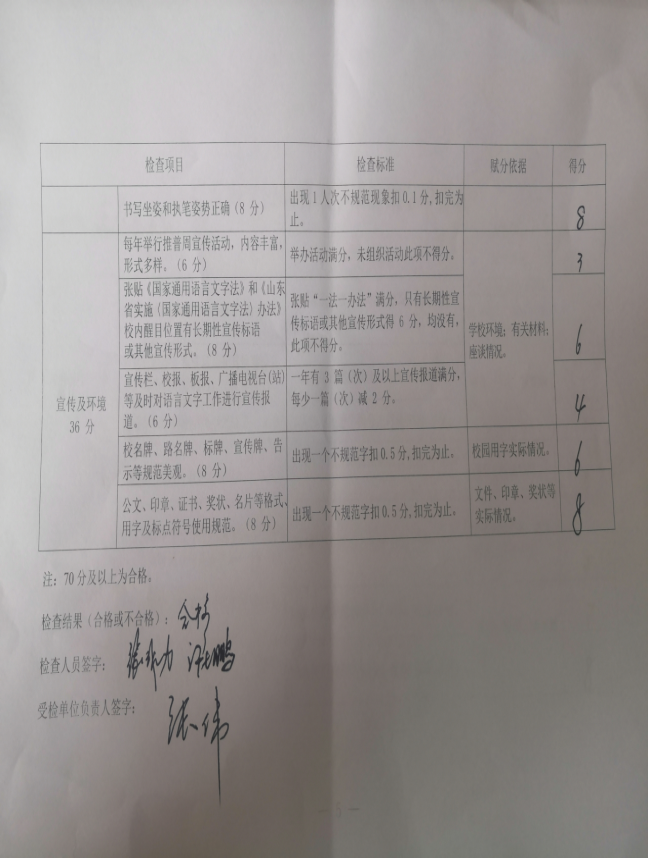 检查项目 检查标准 赋分依据 得分
书写坐姿和执笔姿势正确（8 分） 出现 1 人次不规范现象扣 0.1 分,扣完为
止。 8
每年举行推普周宣传活动，内容丰富，
形式多样。（6 分） 举办活动满分，未组织活动此项不得分。 3
张贴《国家通用语言文字法》和《山东
省实施〈国家通用语言文字法〉办法》
校内醒目位置有长期性宣传标语
或其他宣传形式。（8 分）
张贴“一法一办法”满分，只有长期性宣
传标语或其他宣传形式得 6 分，均没有，
此项不得分。
学校环境；有关材料；
座谈情况。
6
宣传及环境
36 分
宣传栏、校报、板报、广播电视台(站)
等及时对语言文字工作进行宣传报
道。（6 分）
一年有 3 篇（次）及以上宣传报道满分，
每少一篇（次）减 2 分。
4
校名牌、路名牌、标牌、宣传牌、告
示等规范美观。（8 分）
出现一个不规范字扣 0.5 分,扣完为止。 校园用字实际情况。 6
公文、印章、证书、奖状、名片等格式、
用字及标点符号使用规范。（8 分）
出现一个不规范字扣 0.5 分,扣完为止。
文件、印章、奖状等
实际情况。
8
注：70 分及以上为合格。
检查结果（合格或不合格）：合格
检查人员签字：
受检单位负责人签字：张伟
— 5 —